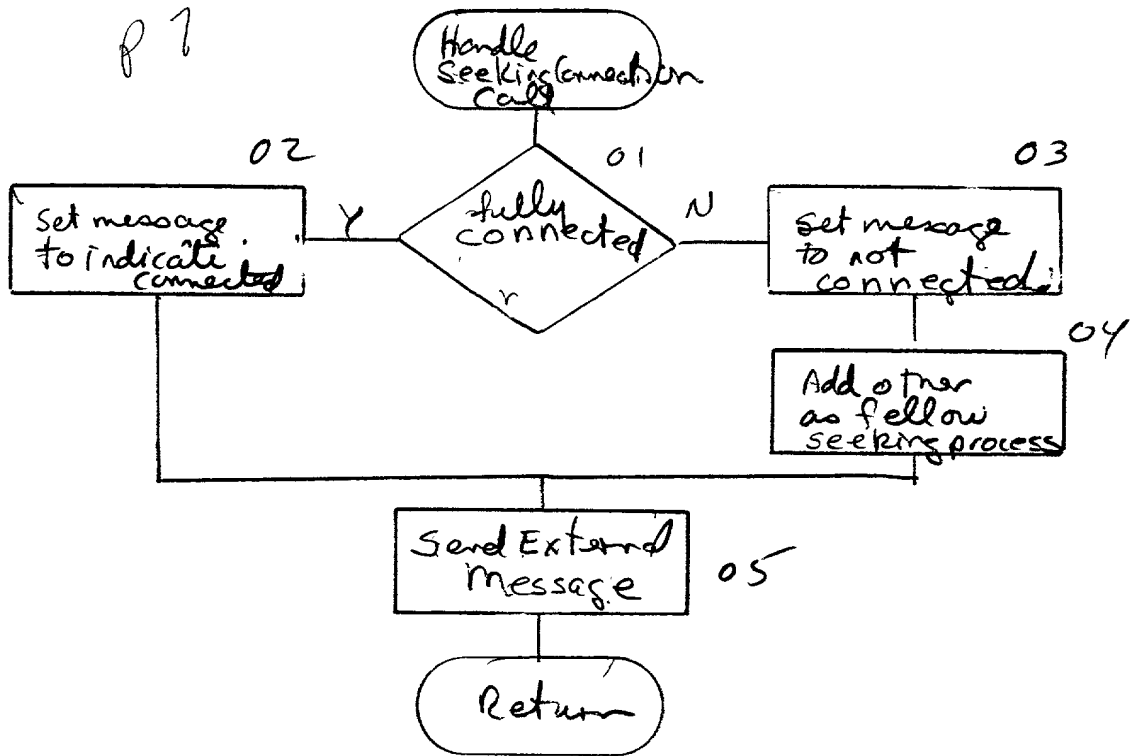 p 7
Handle
Seeking Connection
Call
02
01
03
set message
to indicate
connected
Y
fully
connected
N
set message
to not
connected
04
Add other
as fellow
seeking process
Send External
Message
05
Return